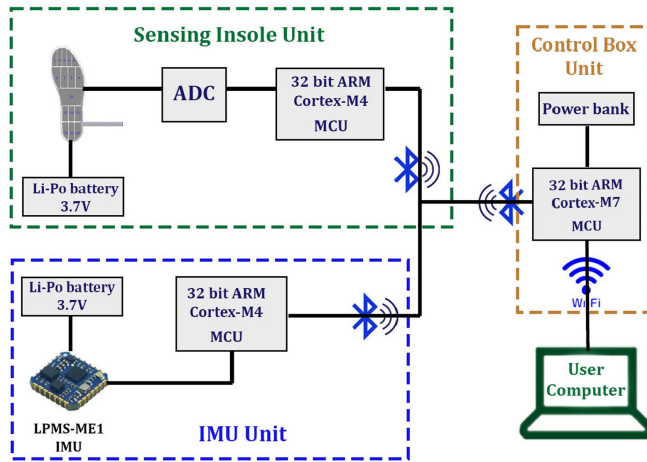 Sensing Insole Unit
ADC
32 bit ARM
Cortex-M4
MCU
Li-Po battery
3.7V
Control Box
Unit
Power bank
32 bit ARM
Cortex-M7
MCU
Wi-Fi
User
Computer
Li-Po battery
3.7V
32 bit ARM
Cortex-M4
MCU
LPMS-ME1
IMU
IMU Unit